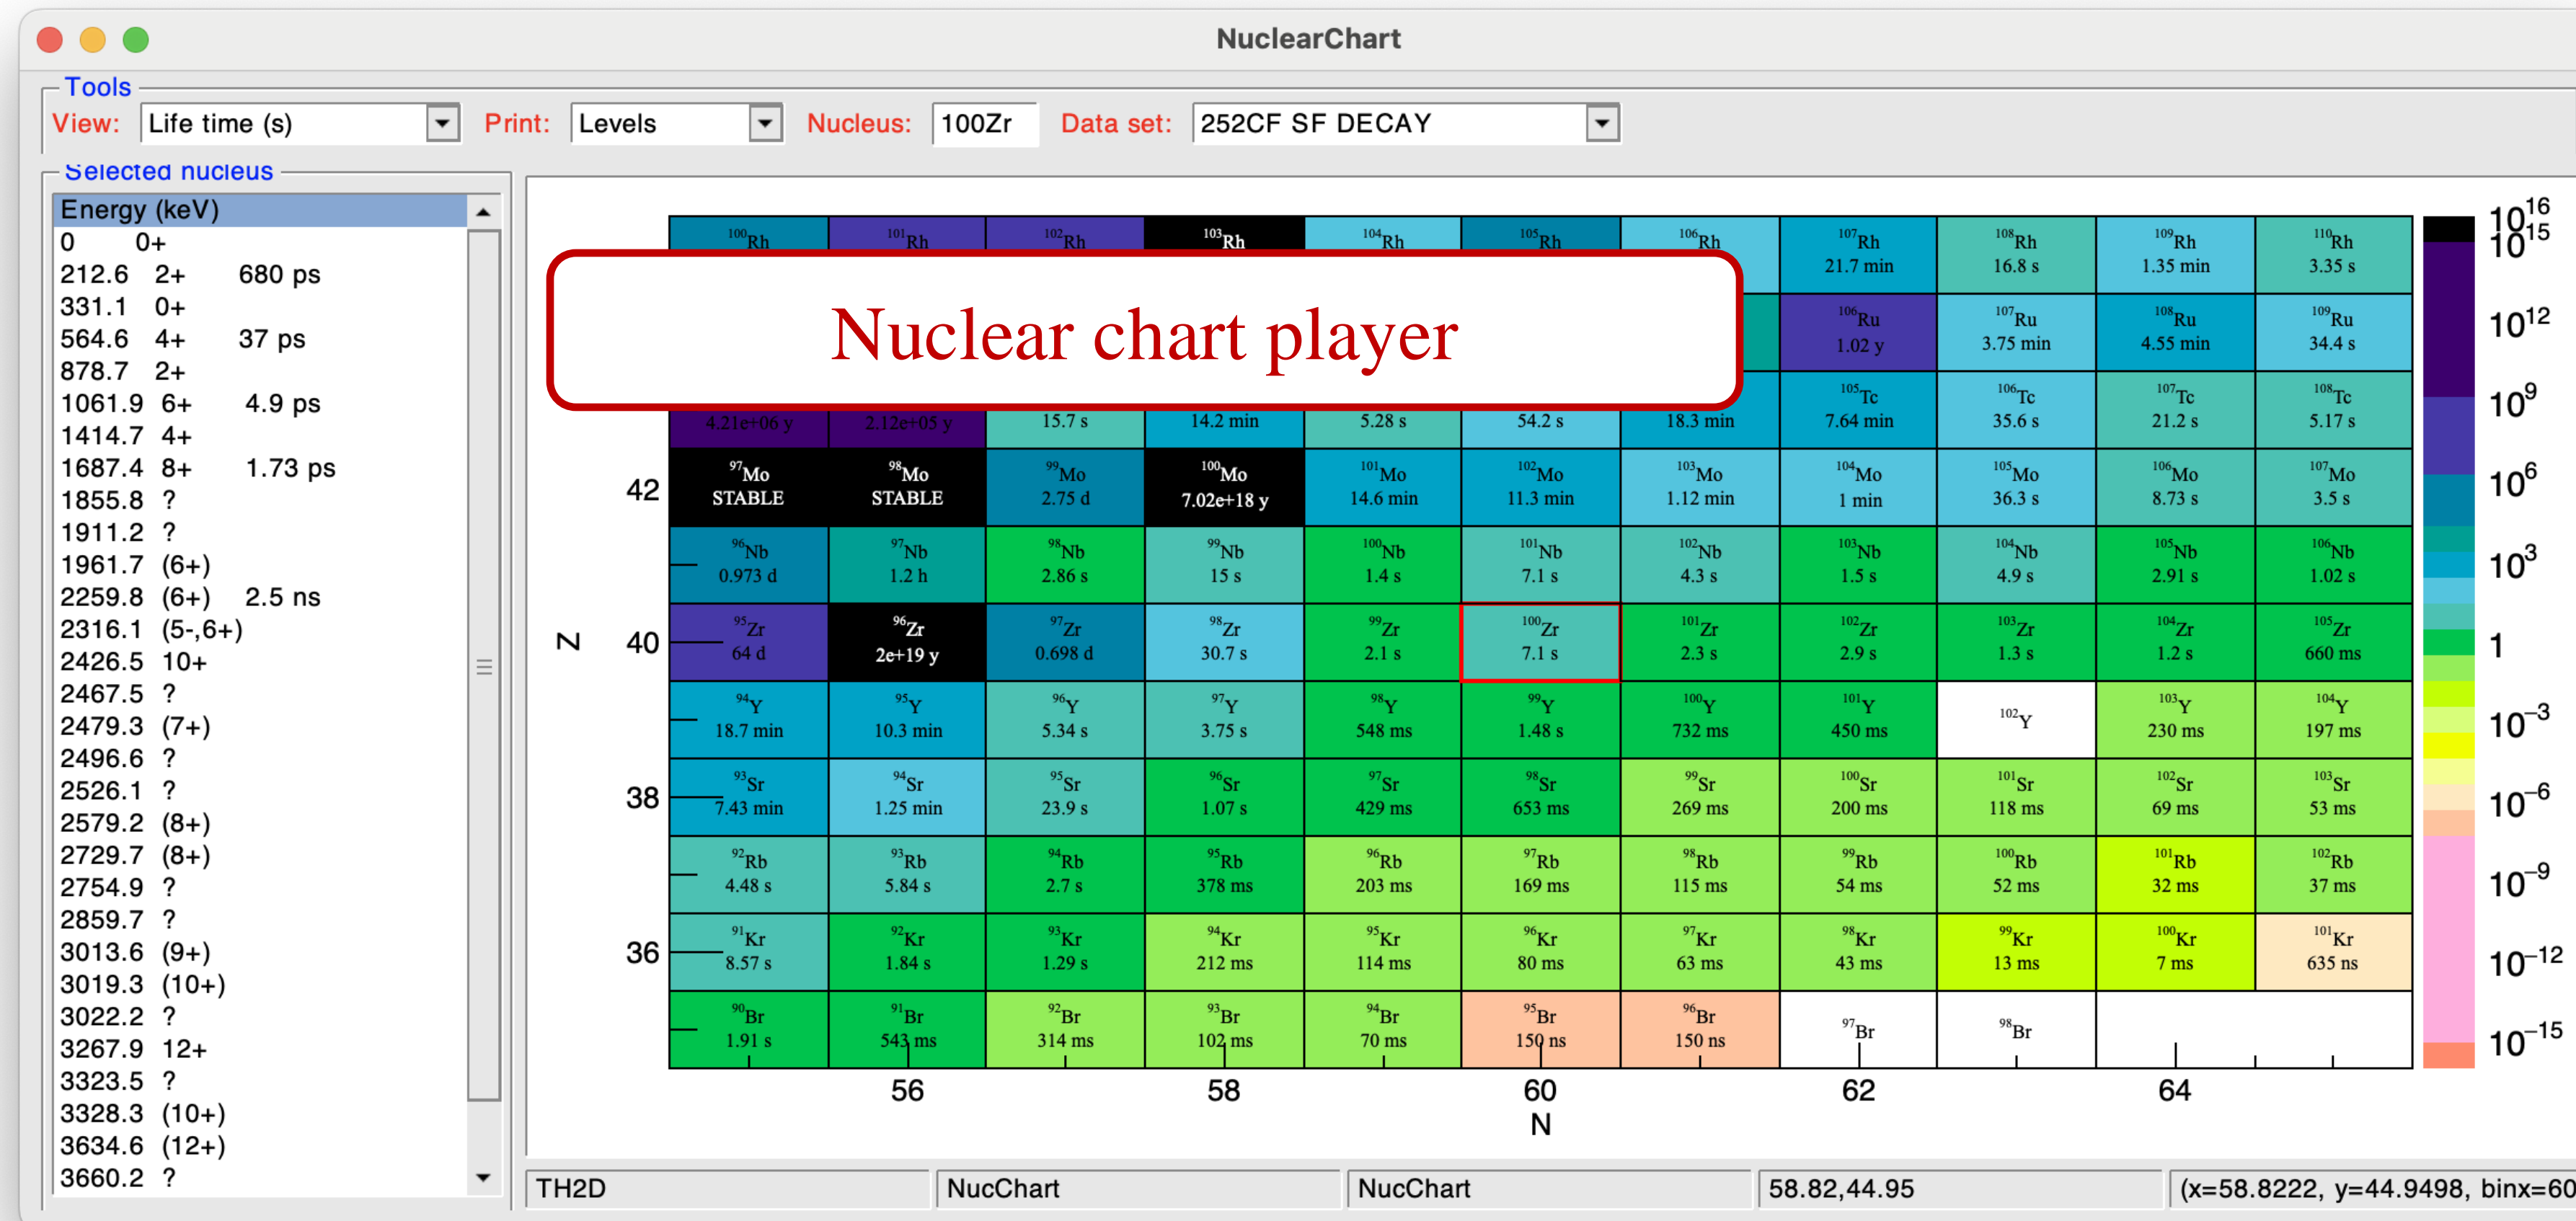 NuclearChart
Tools
View: Life time (s) Print: Levels Nucleus: 100Zr Data set: 252CF SF DECAY
Selected nucleus
Energy (keV)
0 0+
212.6 2+ 680 ps
331.1 0+
564.6 4+ 37 ps
878.7 2+
1061.9 6+ 4.9 ps
1414.7 4+
1687.4 8+ 1.73 ps
1855.8 ?
1911.2 ?
1961.7 (6+)
2259.8 (6+) 2.5 ns
2316.1 (5-,6+)
2426.5 10+
2467.5 ?
2479.3 (7+)
2496.6 ?
2526.1 ?
2579.2 (8+)
2729.7 (8+)
2754.9 ?
2859.7 ?
3013.6 (9+)
3019.3 (10+)
3022.2 ?
3267.9 12+
3323.5 ?
3328.3 (10+)
3634.6 (12+)
3660.2 ?
100Rh 101Rh 102Rh 103Rh 104Rh 105Rh 106Rh 107Rh 108Rh 109Rh 110Rh
21.7 min 16.8 s 1.35 min 3.35 s
Nuclear chart player
106Ru 107Ru 108Ru 109Ru
1.02 y 3.75 min 4.55 min 34.4 s
105Tc 106Tc 107Tc 108Tc
4.21e+06 y 2.12e+05 y 15.7 s 14.2 min 5.28 s 54.2 s 18.3 min 7.64 min 35.6 s 21.2 s 5.17 s
42
97Mo 98Mo 99Mo 100Mo 101Mo 102Mo 103Mo 104Mo 105Mo 106Mo 107Mo
STABLE STABLE 2.75 d 7.02e+18 y 14.6 min 11.3 min 1.12 min 1 min 36.3 s 8.73 s 3.5 s
96Nb 97Nb 98Nb 99Nb 100Nb 101Nb 102Nb 103Nb 104Nb 105Nb 106Nb
0.973 d 1.2 h 2.86 s 15 s 1.4 s 7.1 s 4.3 s 1.5 s 4.9 s 2.91 s 1.02 s
Z
40
95Zr 96Zr 97Zr 98Zr 99Zr 100Zr 101Zr 102Zr 103Zr 104Zr 105Zr
64 d 2e+19 y 0.698 d 30.7 s 2.1 s 7.1 s 2.3 s 2.9 s 1.3 s 1.2 s 660 ms
94Y 95Y 96Y 97Y 98Y 99Y 100Y 101Y 102Y 103Y 104Y
18.7 min 10.3 min 5.34 s 3.75 s 548 ms 1.48 s 732 ms 450 ms 230 ms 197 ms
38
93Sr 94Sr 95Sr 96Sr 97Sr 98Sr 99Sr 100Sr 101Sr 102Sr 103Sr
7.43 min 1.25 min 23.9 s 1.07 s 429 ms 653 ms 269 ms 200 ms 118 ms 69 ms 53 ms
92Rb 93Rb 94Rb 95Rb 96Rb 97Rb 98Rb 99Rb 100Rb 101Rb 102Rb
4.48 s 5.84 s 2.7 s 378 ms 203 ms 169 ms 115 ms 54 ms 52 ms 32 ms 37 ms
36
91Kr 92Kr 93Kr 94Kr 95Kr 96Kr 97Kr 98Kr 99Kr 100Kr 101Kr
8.57 s 1.84 s 1.29 s 212 ms 114 ms 80 ms 63 ms 43 ms 13 ms 7 ms 635 ns
90Br 91Br 92Br 93Br 94Br 95Br 96Br 97Br 98Br
1.91 s 543 ms 314 ms 102 ms 70 ms 150 ns 150 ns
56 58 60 62 64
N
10^16
10^15
10^12
10^9
10^6
10^3
1
10^−3
10^−6
10^−9
10^−12
10^−15
TH2D NucChart NucChart 58.82,44.95 (x=58.8222, y=44.9498, binx=60